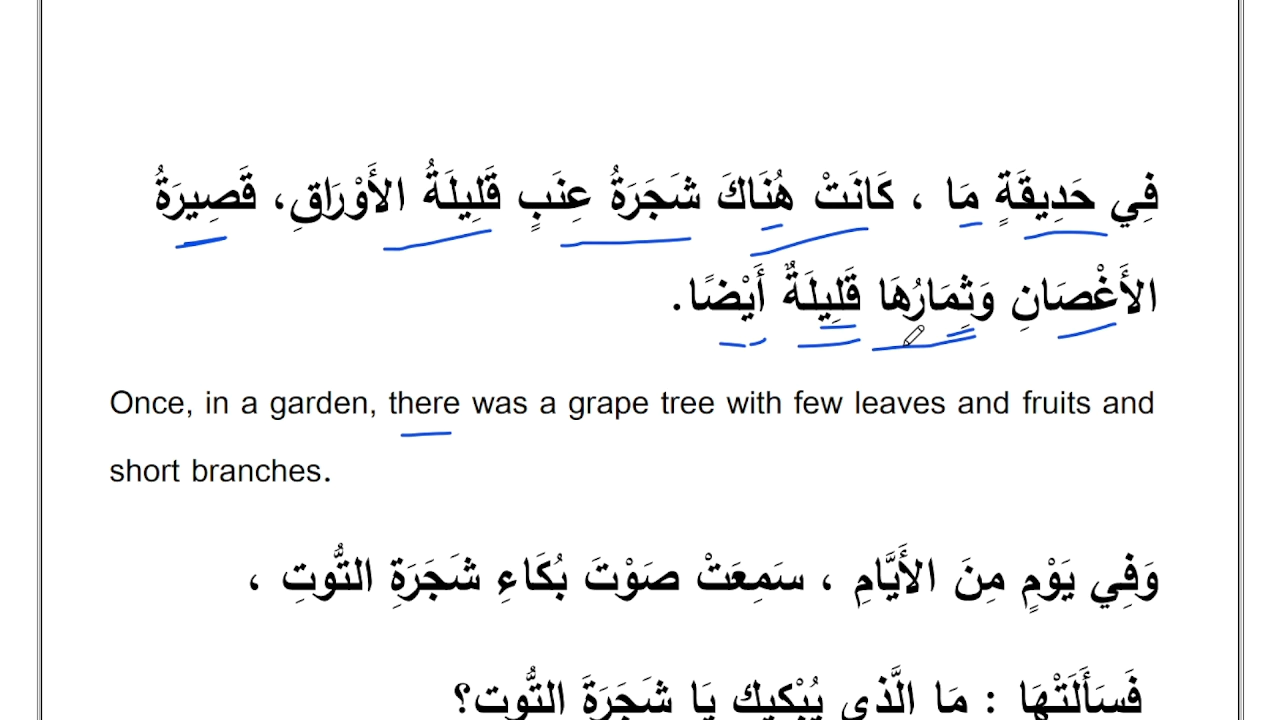 فِي حَدِيقَةٍ مَا ، كَانَتْ هُنَاكَ شَجَرَةُ عِنَبٍ قَلِيلَةُ الأَوْرَاقِ، قَصِيرَةُ
الأَغْصَانِ وَثِمَارُهَا قَلِيلَةٌ أَيْضًا.
Once, in a garden, there was a grape tree with few leaves and fruits and
short branches.
وَفِي يَوْمٍ مِنَ الأَيَّامِ ، سَمِعَتْ صَوْتَ بُكَاءِ شَجَرَةِ التُّوتِ ،
فَسَأَلَتْهَا : مَا الَّذِي يُبْكِيكِ يَا شَجَرَةَ التُّوتِ؟